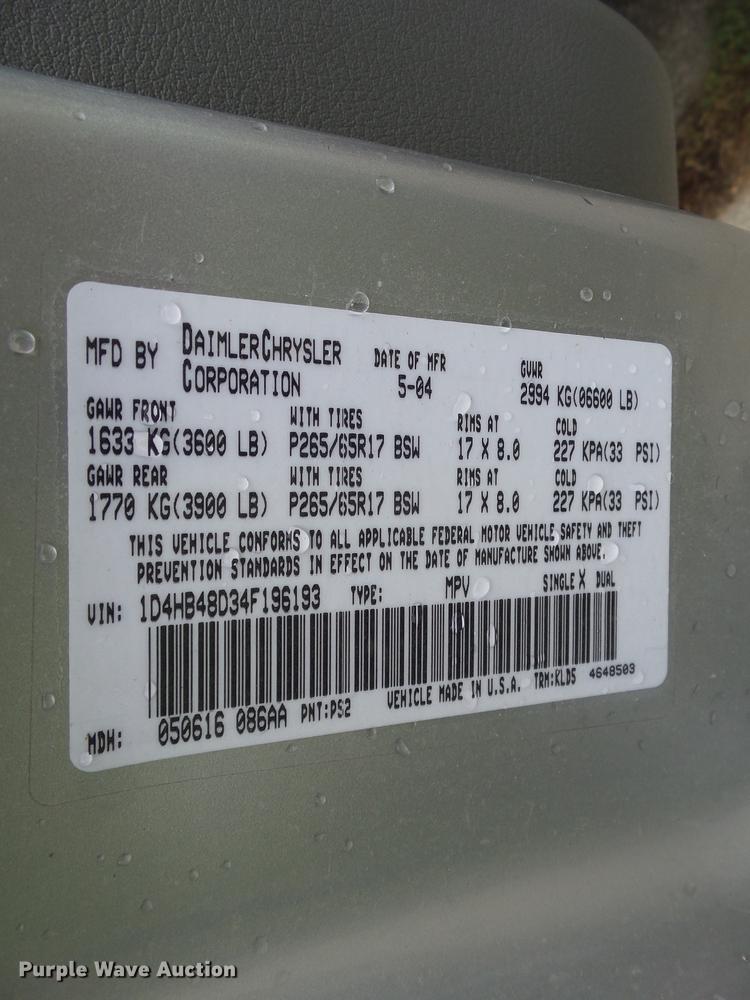 MFD BY DAIMLERCHRYSLER CORPORATION DATE OF MFR 5-04 GVWR 2994 KG(06600 LB)
GAWR FRONT WITH TIRES RIMS AT COLD
1633 KG(3600 LB) P265/65R17 BSW 17 X 8.0 227 KPA(33 PSI)
GAWR REAR WITH TIRES RIMS AT COLD
1770 KG(3900 LB) P265/65R17 BSW 17 X 8.0 227 KPA(33 PSI)
THIS VEHICLE CONFORMS TO ALL APPLICABLE FEDERAL MOTOR VEHICLE SAFETY AND THEFT
PREVENTION STANDARDS IN EFFECT ON THE DATE OF MANUFACTURE SHOWN ABOVE.
VIN: 1D4HB48D34F196193 TYPE: MPV SINGLE X DUAL
MDH: 050616 086AA PNT:PS2 VEHICLE MADE IN U.S.A. TRM:KLD5 4648503
Purple Wave Auction